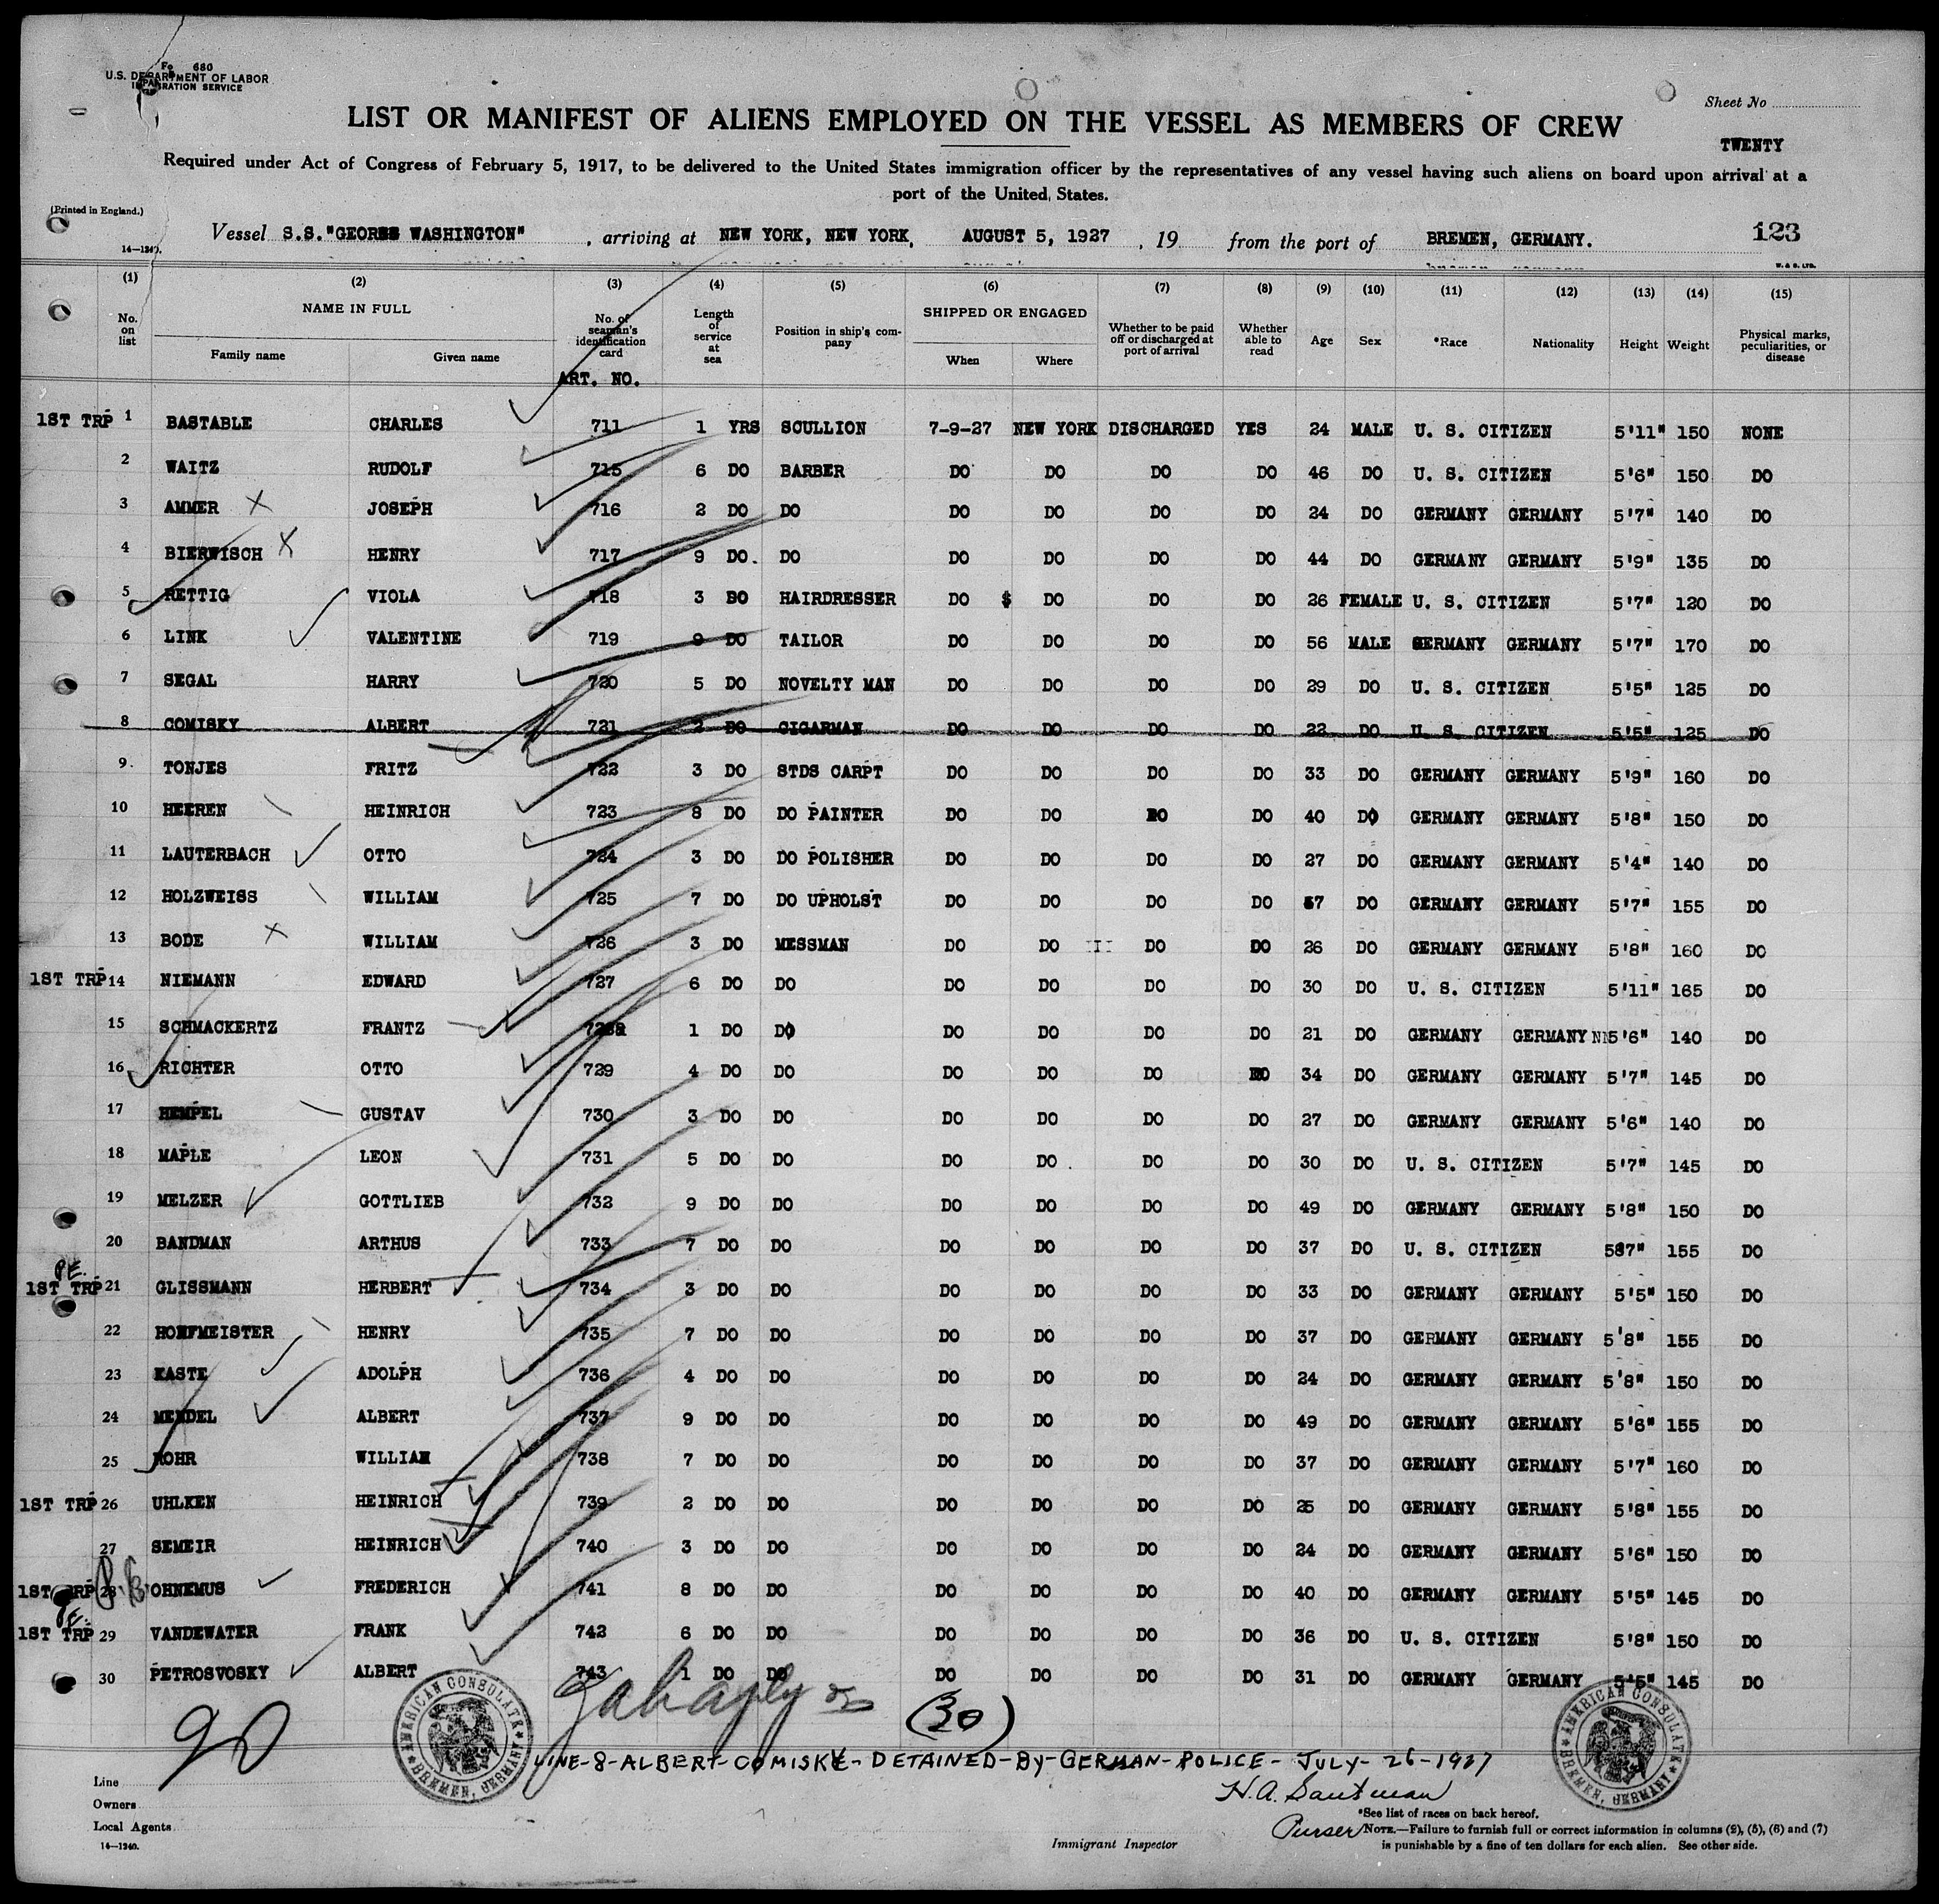 Fo 680
U.S. DEPARTMENT OF LABOR
IMMIGRATION SERVICE
Sheet No
TWENTY
LIST OR MANIFEST OF ALIENS EMPLOYED ON THE VESSEL AS MEMBERS OF CREW
Required under Act of Congress of February 5, 1917, to be delivered to the United States immigration officer by the representatives of any vessel having such aliens on board upon arrival at a
port of the United States.
(Printed in England.)
14—1240.
Vessel S.S."GEORGE WASHINGTON", arriving at NEW YORK, NEW YORK, AUGUST 5, 1927, 19 from the port of BREMEN, GERMANY. 123
W. & S. LTD.
(1) (2) (3) (4) (5) (6) (7) (8) (9) (10) (11) (12) (13) (14) (15)
No. on list NAME IN FULL Family name Given name No. of seaman's identification card Length of service at sea Position in ship's company SHIPPED OR ENGAGED When Where Whether to be paid off or discharged at port of arrival Whether able to read Age Sex *Race Nationality Height Weight Physical marks, peculiarities, or disease
ART. NO.
1ST TRP 1 BASTABLE CHARLES 711 1 YRS SCULLION 7-9-27 NEW YORK DISCHARGED YES 24 MALE U. S. CITIZEN 5'11" 150 NONE
2 WAITZ RUDOLF 715 6 DO BARBER DO DO DO DO 46 DO U. S. CITIZEN 5'6" 150 DO
3 AMMER X JOSEPH 716 2 DO DO DO DO DO DO 24 DO GERMANY GERMANY 5'7" 140 DO
4 BIERWISCH X HENRY 717 9 DO. DO DO DO DO DO 44 DO GERMANY GERMANY 5'9" 135 DO
5 RETTIG VIOLA 718 3 DO HAIRDRESSER DO $ DO DO DO 26 FEMALE U. S. CITIZEN 5'7" 120 DO
6 LINK VALENTINE 719 9 DO TAILOR DO DO DO DO 56 MALE GERMANY GERMANY 5'7" 170 DO
7 SEGAL HARRY 720 5 DO NOVELTY MAN DO DO DO DO 29 DO U. S. CITIZEN 5'5" 125 DO
8 COMISKY ALBERT 721 2 DO CIGARMAN DO DO DO DO 22 DO U. S. CITIZEN 5'5" 125 DO
9. TONJES FRITZ 722 3 DO STDS CARPT DO DO DO DO 33 DO GERMANY GERMANY 5'9" 160 DO
10 HEEREN HEINRICH 723 8 DO DO PAINTER DO DO DO DO 40 DO GERMANY GERMANY 5'8" 150 DO
11 LAUTERBACH OTTO 724 3 DO DO POLISHER DO DO DO DO 27 DO GERMANY GERMANY 5'4" 140 DO
12 HOLZWEISS WILLIAM 725 7 DO DO UPHOLST DO DO DO DO 57 DO GERMANY GERMANY 5'7" 155 DO
13 BODE X WILLIAM 726 3 DO MESSMAN DO DO DO DO 26 DO GERMANY GERMANY 5'8" 160 DO
1ST TRP 14 NIEMANN EDWARD 727 6 DO DO DO DO DO DO 30 DO U. S. CITIZEN 5'11" 165 DO
15 SCHMACKERTZ FRANTZ 728 1 DO DO DO DO DO DO 21 DO GERMANY GERMANY 5'6" 140 DO
16 RICHTER OTTO 729 4 DO DO DO DO DO DO 34 DO GERMANY GERMANY 5'7" 145 DO
17 HEMPEL GUSTAV 730 3 DO DO DO DO DO DO 27 DO GERMANY GERMANY 5'6" 140 DO
18 MAPLE LEON 731 5 DO DO DO DO DO DO 30 DO U. S. CITIZEN 5'7" 145 DO
19 MELZER GOTTLIEB 732 9 DO DO DO DO DO DO 49 DO GERMANY GERMANY 5'8" 150 DO
20 BANDMAN ARTHUS 733 7 DO DO DO DO DO DO 37 DO U. S. CITIZEN 587" 155 DO
P.E.
1ST TRP 21 GLISSMANN HERBERT 734 3 DO DO DO DO DO DO 33 DO GERMANY GERMANY 5'5" 150 DO
22 HOHFMEISTER HENRY 735 7 DO DO DO DO DO DO 37 DO GERMANY GERMANY 5'8" 155 DO
23 KASTE ADOLPH 736 4 DO DO DO DO DO DO 24 DO GERMANY GERMANY 5'8" 150 DO
24 MENDEL ALBERT 737 9 DO DO DO DO DO DO 49 DO GERMANY GERMANY 5'6" 155 DO
25 ROHR WILLIAM 738 7 DO DO DO DO DO DO 37 DO GERMANY GERMANY 5'7" 160 DO
1ST TRP 26 UHLKEN HEINRICH 739 2 DO DO DO DO DO DO 25 DO GERMANY GERMANY 5'8" 155 DO
27 SEMEIR HEINRICH 740 3 DO DO DO DO DO DO 24 DO GERMANY GERMANY 5'6" 150 DO
1ST TRP 28 OHNEMUS FREDERICH 741 8 DO DO DO DO DO DO 40 DO GERMANY GERMANY 5'5" 145 DO
P.E.
1ST TRP 29 VANDEWATER FRANK 742 6 DO DO DO DO DO DO 36 DO U. S. CITIZEN 5'8" 150 DO
30 PETROSVOSKY ALBERT 743 1 DO DO DO DO DO DO 31 DO GERMANY GERMANY 5'5" 145 DO
(30)
AMERICAN CONSULATE BREMEN, GERMANY
AMERICAN CONSULATE BREMEN, GERMANY
LINE-8-ALBERT-COMISKY-DETAINED-BY-GERMAN-POLICE-JULY-26-1927
H.A. Sautman
Purser
Line
Owners
Local Agents
14—1240.
Immigrant Inspector
*See list of races on back hereof.
NOTE.—Failure to furnish full or correct information in columns (2), (5), (6) and (7)
is punishable by a fine of ten dollars for each alien. See other side.